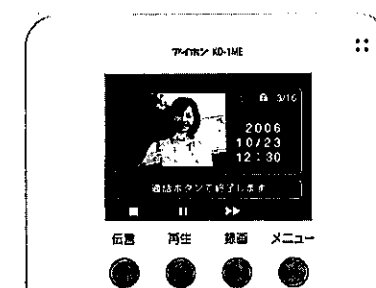 アイホン KD-1ME
3/16
2006
10/23
12:30
通話ボタンで終了します
伝言 再生 録画 メニュー